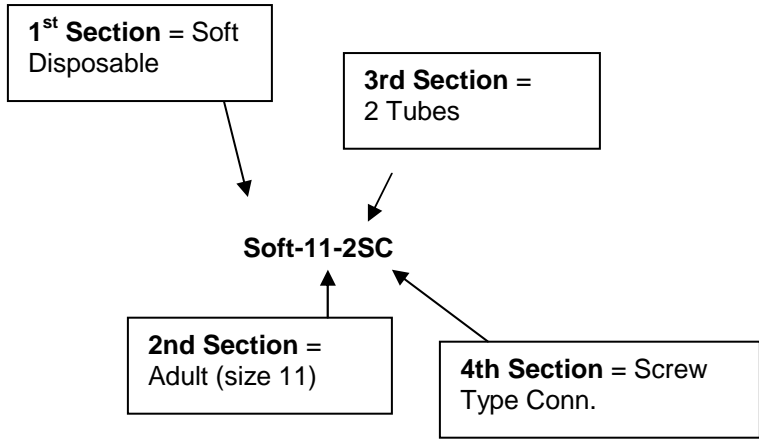 1st Section = Soft
Disposable
3rd Section =
2 Tubes
Soft-11-2SC
2nd Section =
Adult (size 11)
4th Section = Screw
Type Conn.